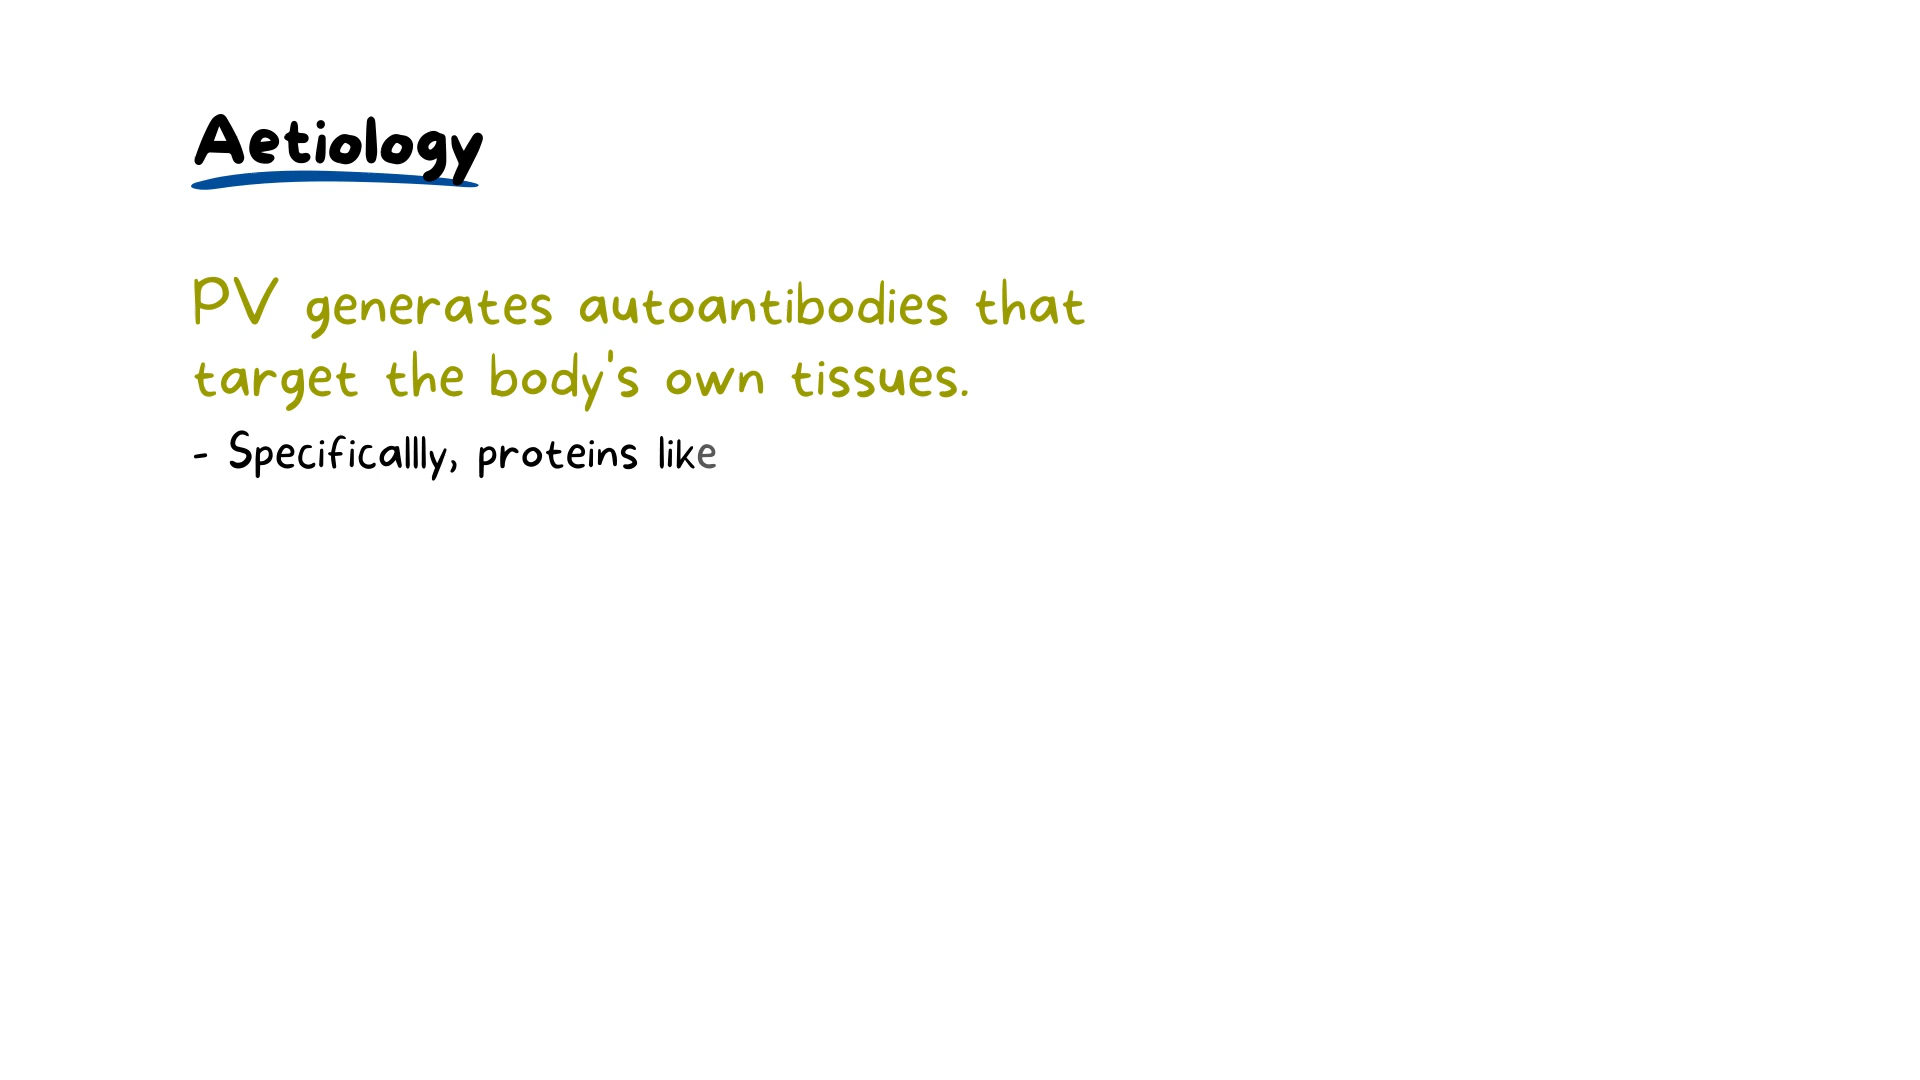 Aetiology
PV generates autoantibodies that
target the body's own tissues.
- Specificallly, proteins like